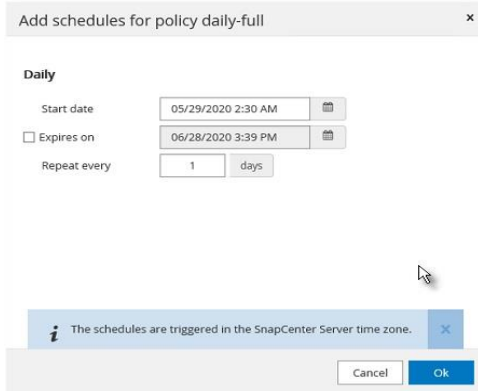 Add schedules for policy daily-full
×
Daily
Start date 05/29/2020 2:30 AM
Expires on 06/28/2020 3:39 PM
Repeat every 1 days
i The schedules are triggered in the SnapCenter Server time zone. ×
Cancel Ok